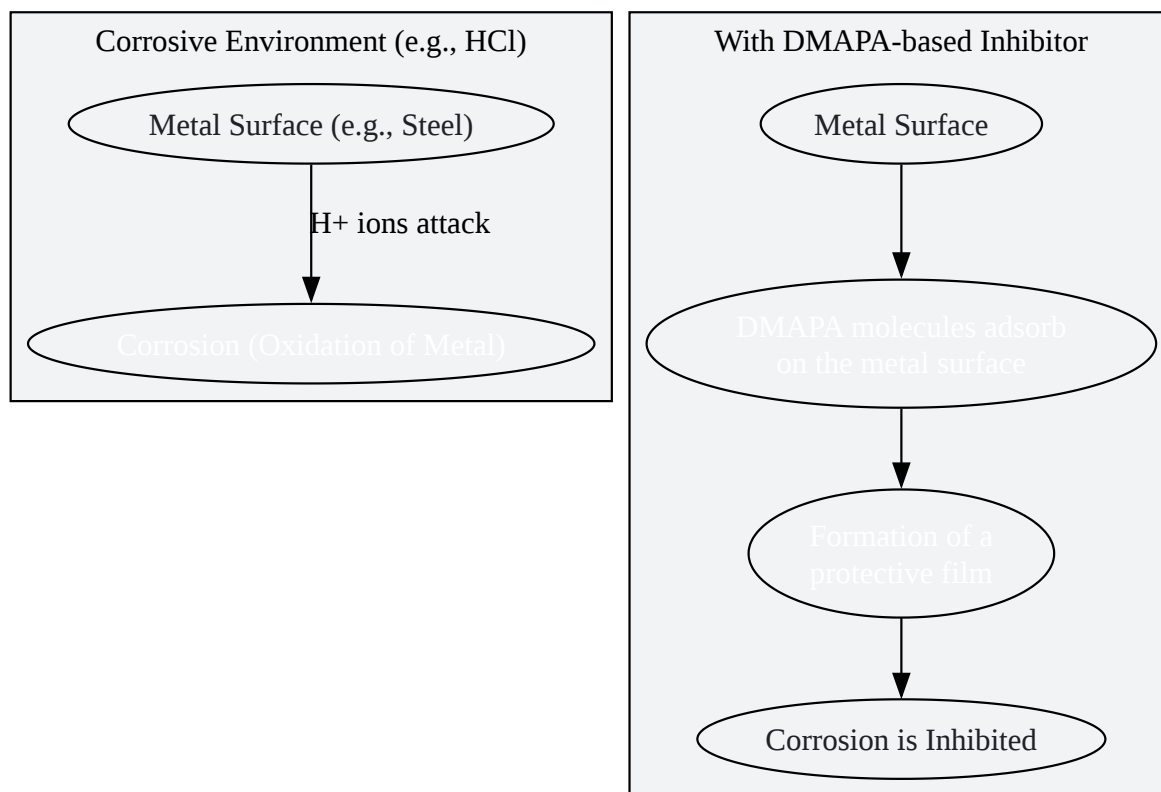 Corrosive Environment (e.g., HCl)
Metal Surface (e.g., Steel)
H+ ions attack
Corrosion (Oxidation of Metal)
With DMAPA-based Inhibitor
Metal Surface
DMAPA molecules adsorb
on the metal surface
Formation of a
protective film
Corrosion is Inhibited